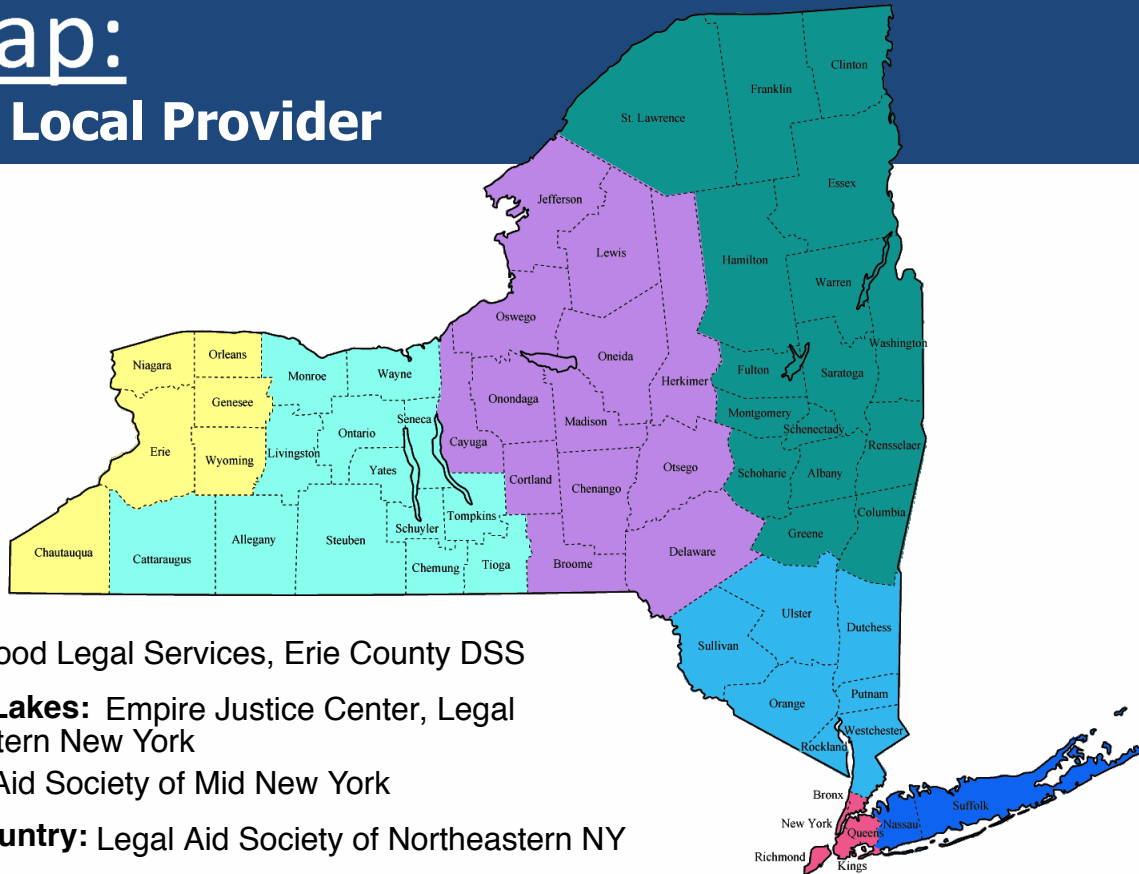 ap:
Local Provider
Clinton
Franklin
St. Lawrence
Essex
Jefferson
Lewis
Hamilton
Warren
Oswego
Washington
Oneida
Niagara
Orleans
Fulton
Saratoga
Monroe
Wayne
Herkimer
Genesee
Onondaga
Montgomery
Seneca
Madison
Schenectady
Ontario
Cayuga
Rensselaer
Erie
Livingston
Wyoming
Yates
Otsego
Schoharie
Albany
Cortland
Chenango
Columbia
Tompkins
Schuyler
Greene
Allegany
Steuben
Chautauqua
Delaware
Cattaraugus
Chemung
Tioga
Broome
Ulster
Dutchess
Sullivan
ood Legal Services, Erie County DSS
Putnam
Orange
Lakes: Empire Justice Center, Legal
Westchester
tern New York
Rockland
Aid Society of Mid New York
Bronx
Suffolk
New York
Nassau
Queens
untry: Legal Aid Society of Northeastern NY
Richmond
Kings